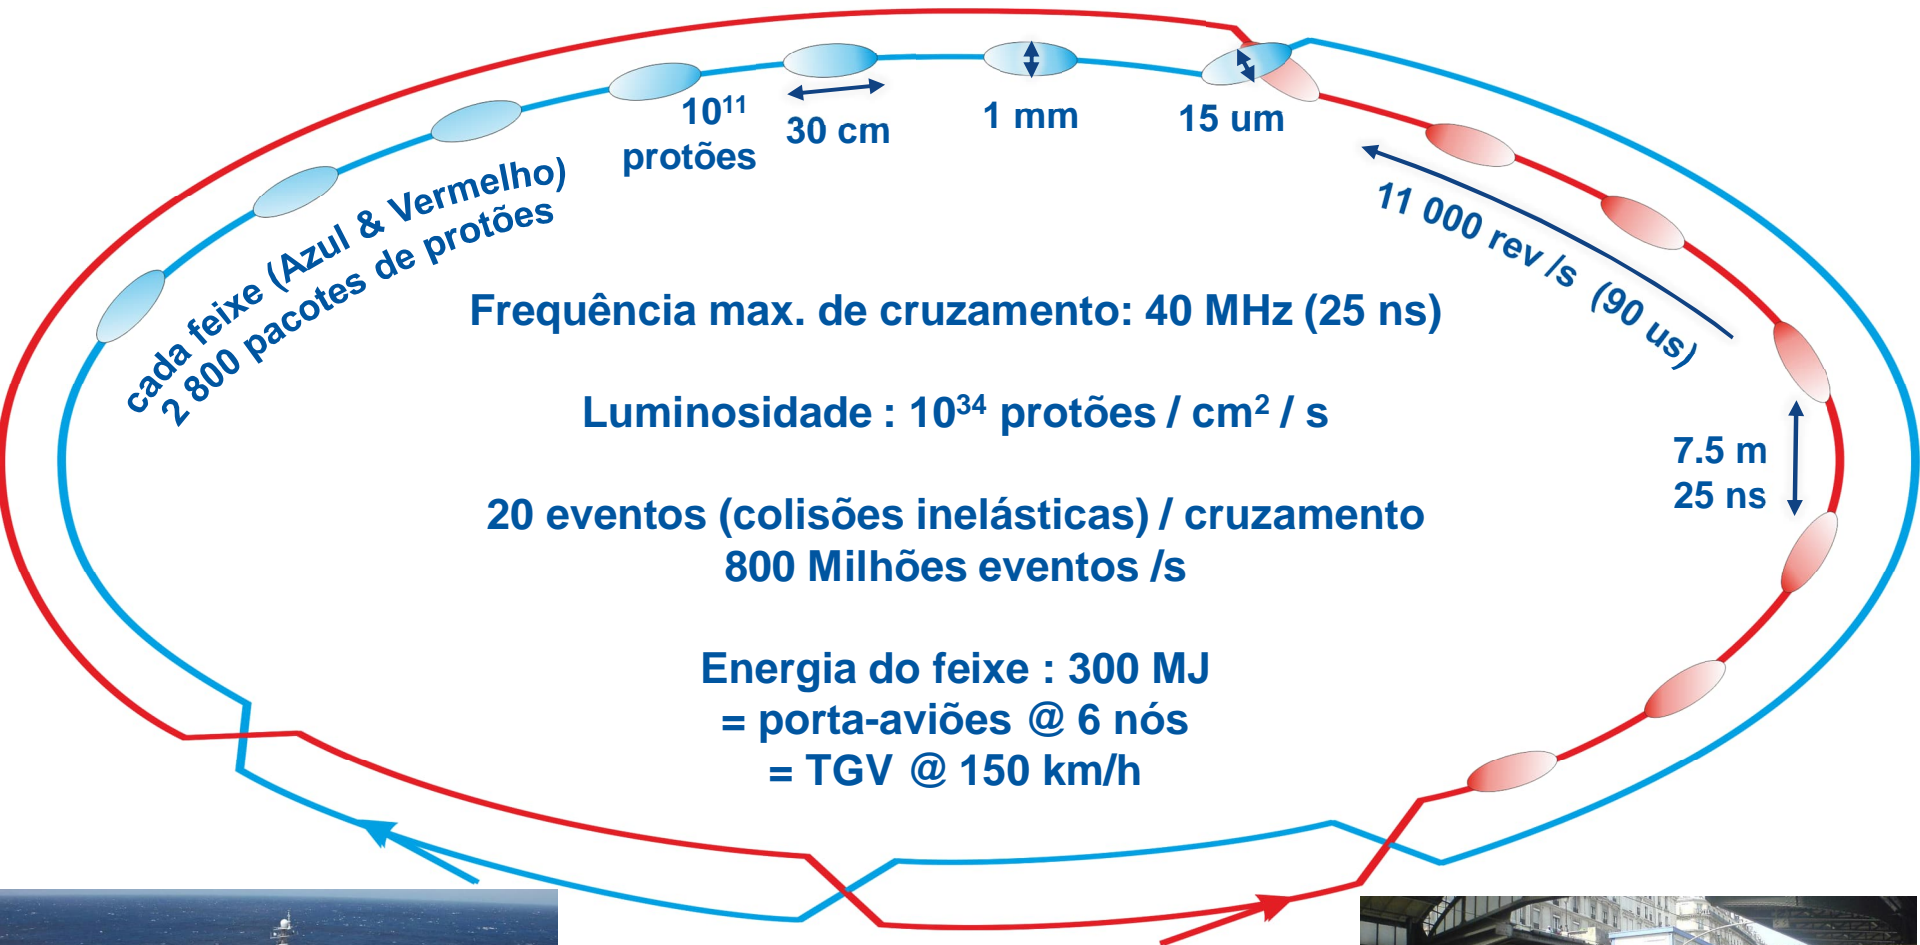 10¹¹
protões
30 cm
1 mm
15 um
11 000 rev /s (90 us)
cada feixe (Azul & Vermelho)
2 800 pacotes de protões
Frequência max. de cruzamento: 40 MHz (25 ns)
Luminosidade : 10³⁴ protões / cm² / s
7.5 m
25 ns
20 eventos (colisões inelásticas) / cruzamento
800 Milhões eventos /s
Energia do feixe : 300 MJ
= porta-aviões @ 6 nós
= TGV @ 150 km/h